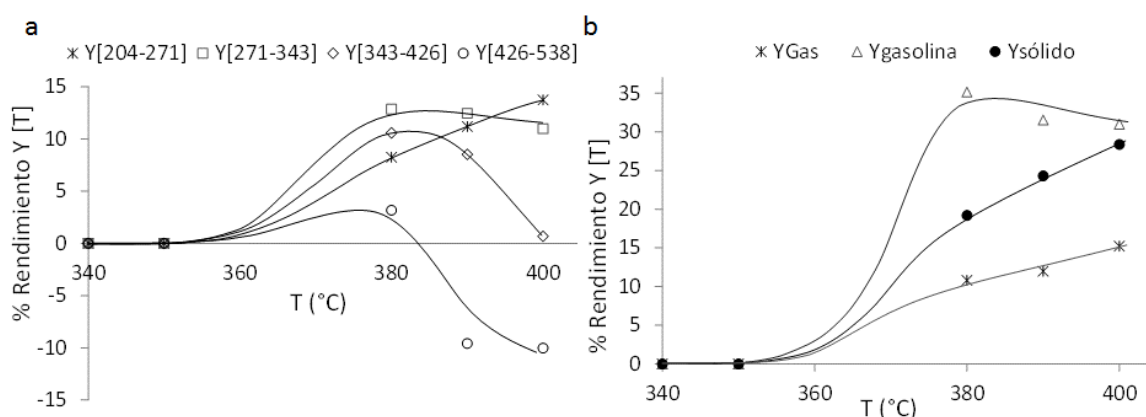 a
Y[204-271] Y[271-343] Y[343-426] Y[426-538]
% Rendimiento Y [T]
15
10
5
0
-5
-10
-15
340 360 380 400
T (°C)
b
YGas Ygasolina Ysólido
% Rendimiento Y [T]
35
30
25
20
15
10
5
0
340 360 380 400
T (°C)